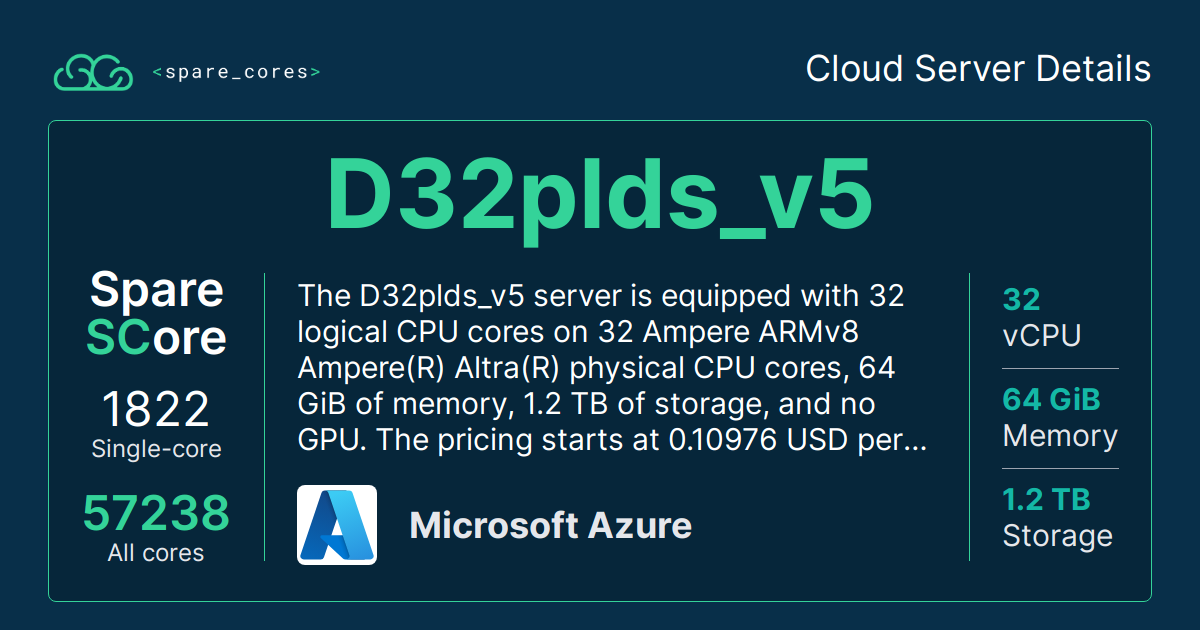 <spare_cores>
Cloud Server Details
D32plds_v5
Spare
SCore
1822
Single-core
57238
All cores
The D32plds_v5 server is equipped with 32
logical CPU cores on 32 Ampere ARMv8
Ampere(R) Altra(R) physical CPU cores, 64
GiB of memory, 1.2 TB of storage, and no
GPU. The pricing starts at 0.10976 USD per...
Microsoft Azure
32
vCPU
64 GiB
Memory
1.2 TB
Storage